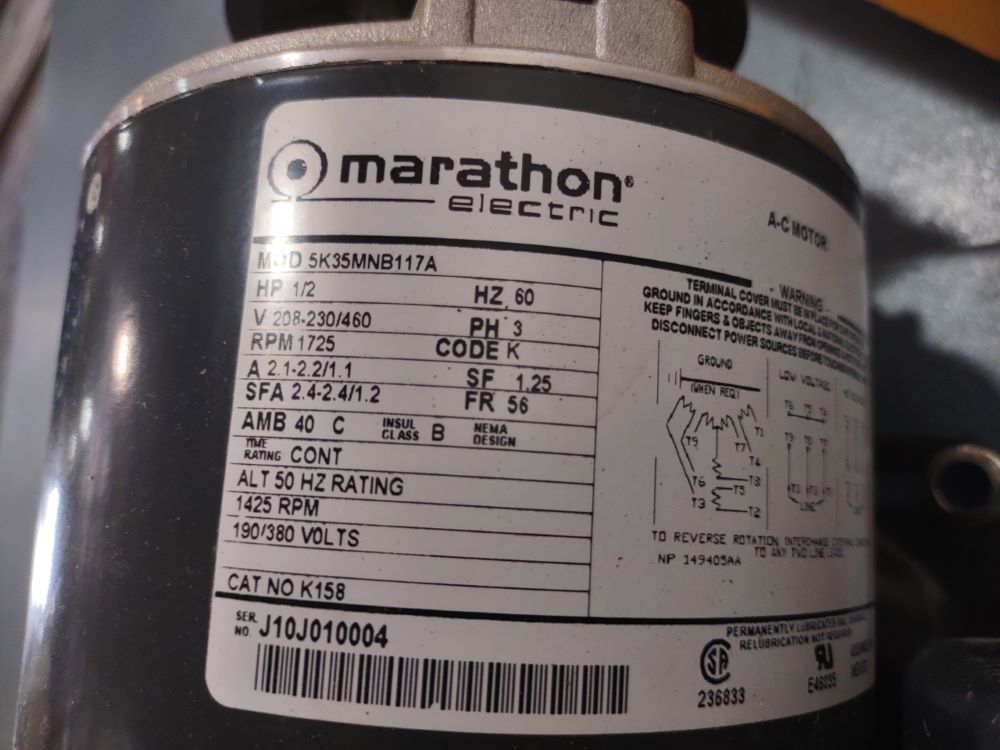 marathon®
electric
A-C MOTOR
MOD 5K35MNB117A
HP 1/2 HZ 60
V 208-230/460 PH 3
RPM 1725 CODE K
A 2.1-2.2/1.1 SF 1.25
SFA 2.4-2.4/1.2 FR 56
AMB 40 C INSUL CLASS B NEMA DESIGN
TIME RATING CONT
ALT 50 HZ RATING
1425 RPM
190/380 VOLTS
CAT NO K158
SER. NO. J10J010004
WARNING
TERMINAL COVER MUST BE IN PLACE
GROUND IN ACCORDANCE WITH LOCAL &
KEEP FINGERS & OBJECTS AWAY FROM
DISCONNECT POWER SOURCES BEFORE
GROUND
(WHEN REQ.)
LOW VOLTAGE
T9 T7 T1
T4
T6 T5 T8
T3 T2
LINE
TO REVERSE ROTATION, INTERCHANGE
TO ANY TWO LINE LEADS.
NP 149405AA
PERMANENTLY LUBRICATED BALL
RELUBRICATION NOT REQUIRED
SA
236833
E46035